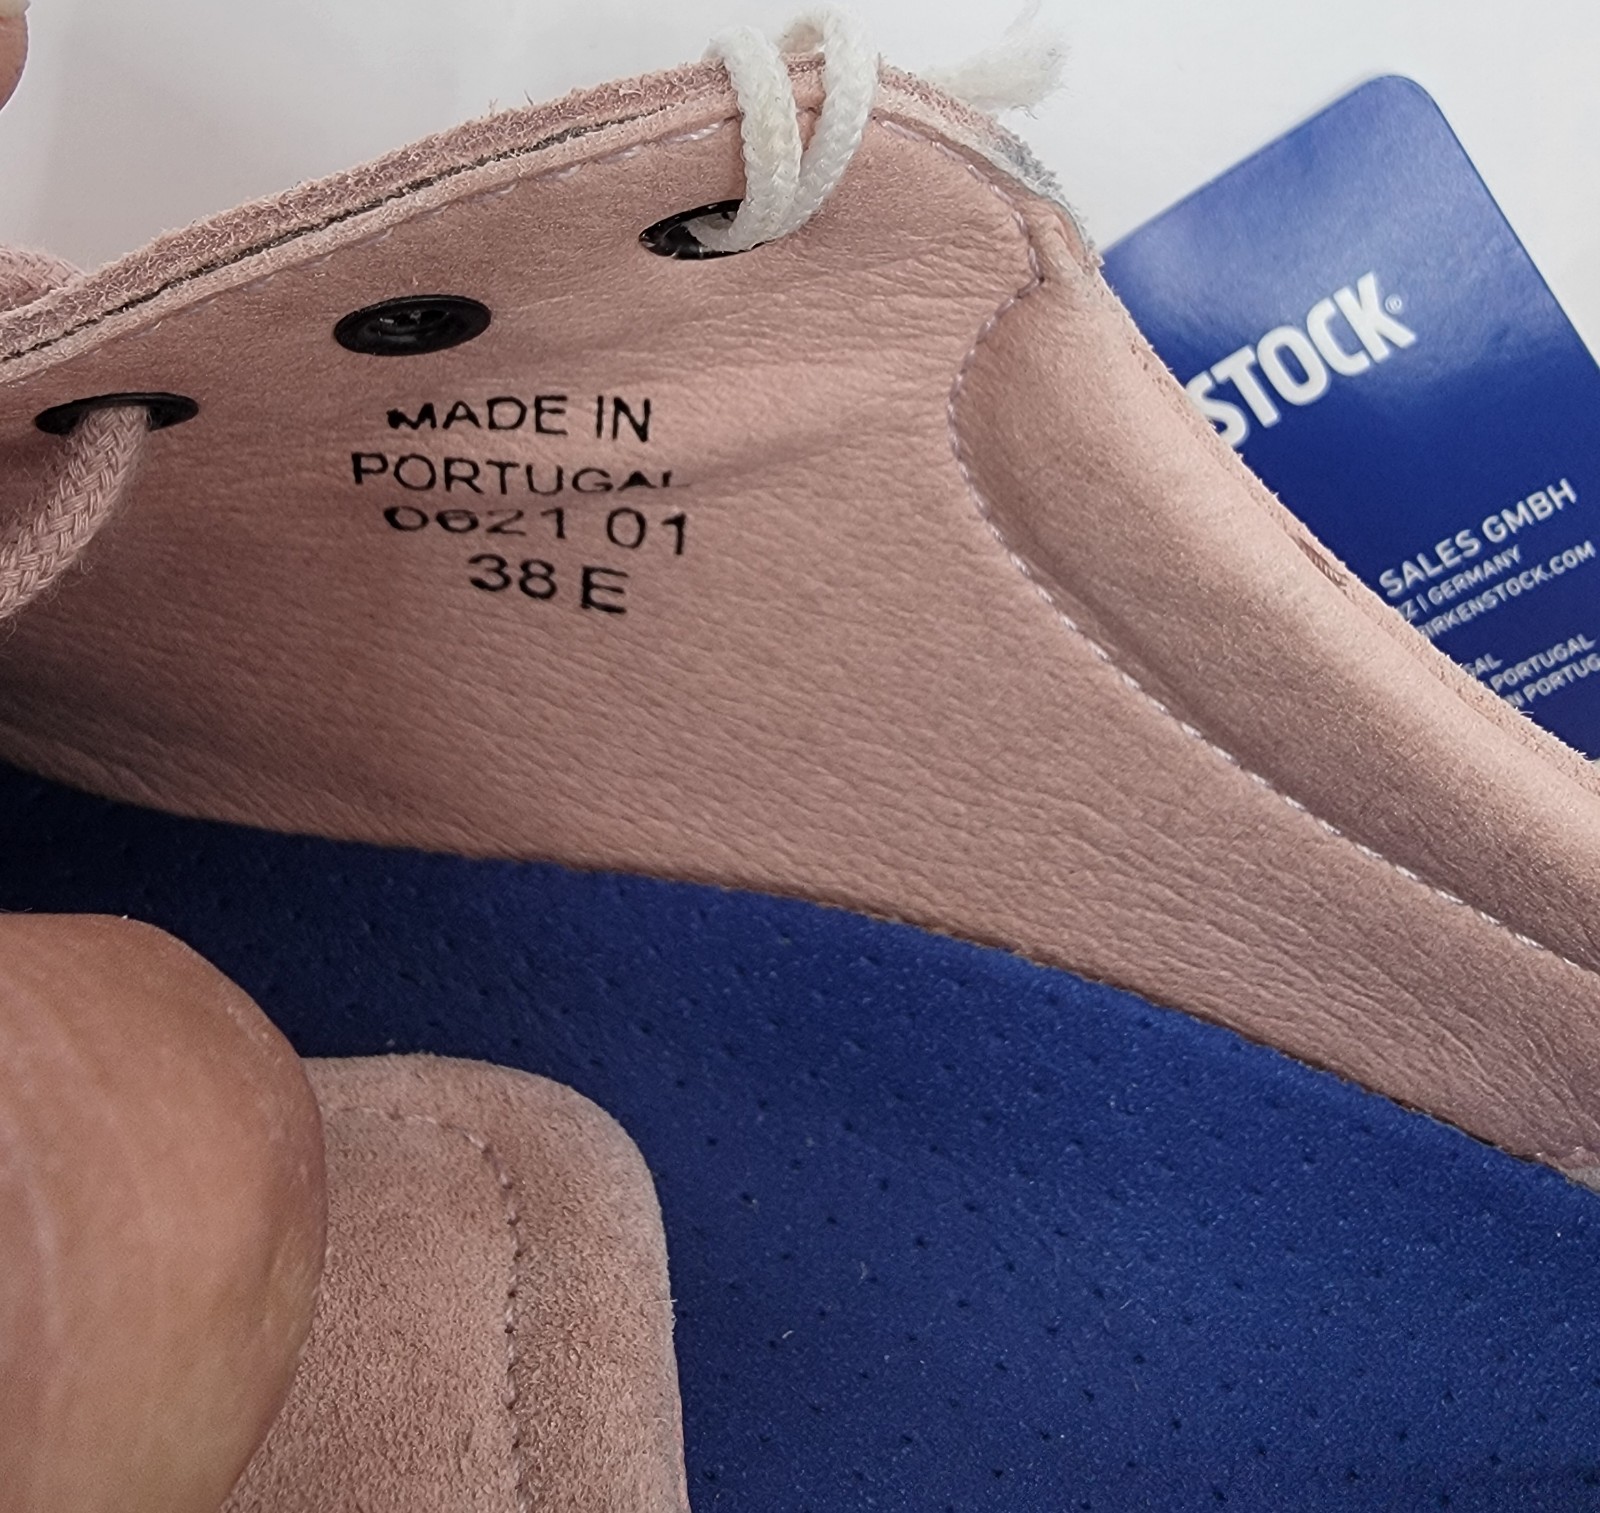 MADE IN
PORTUGAL
0621 01
38 E
STOCK®
SALES GMBH
Z | GERMANY
BIRKENSTOCK.COM
PORTUGAL